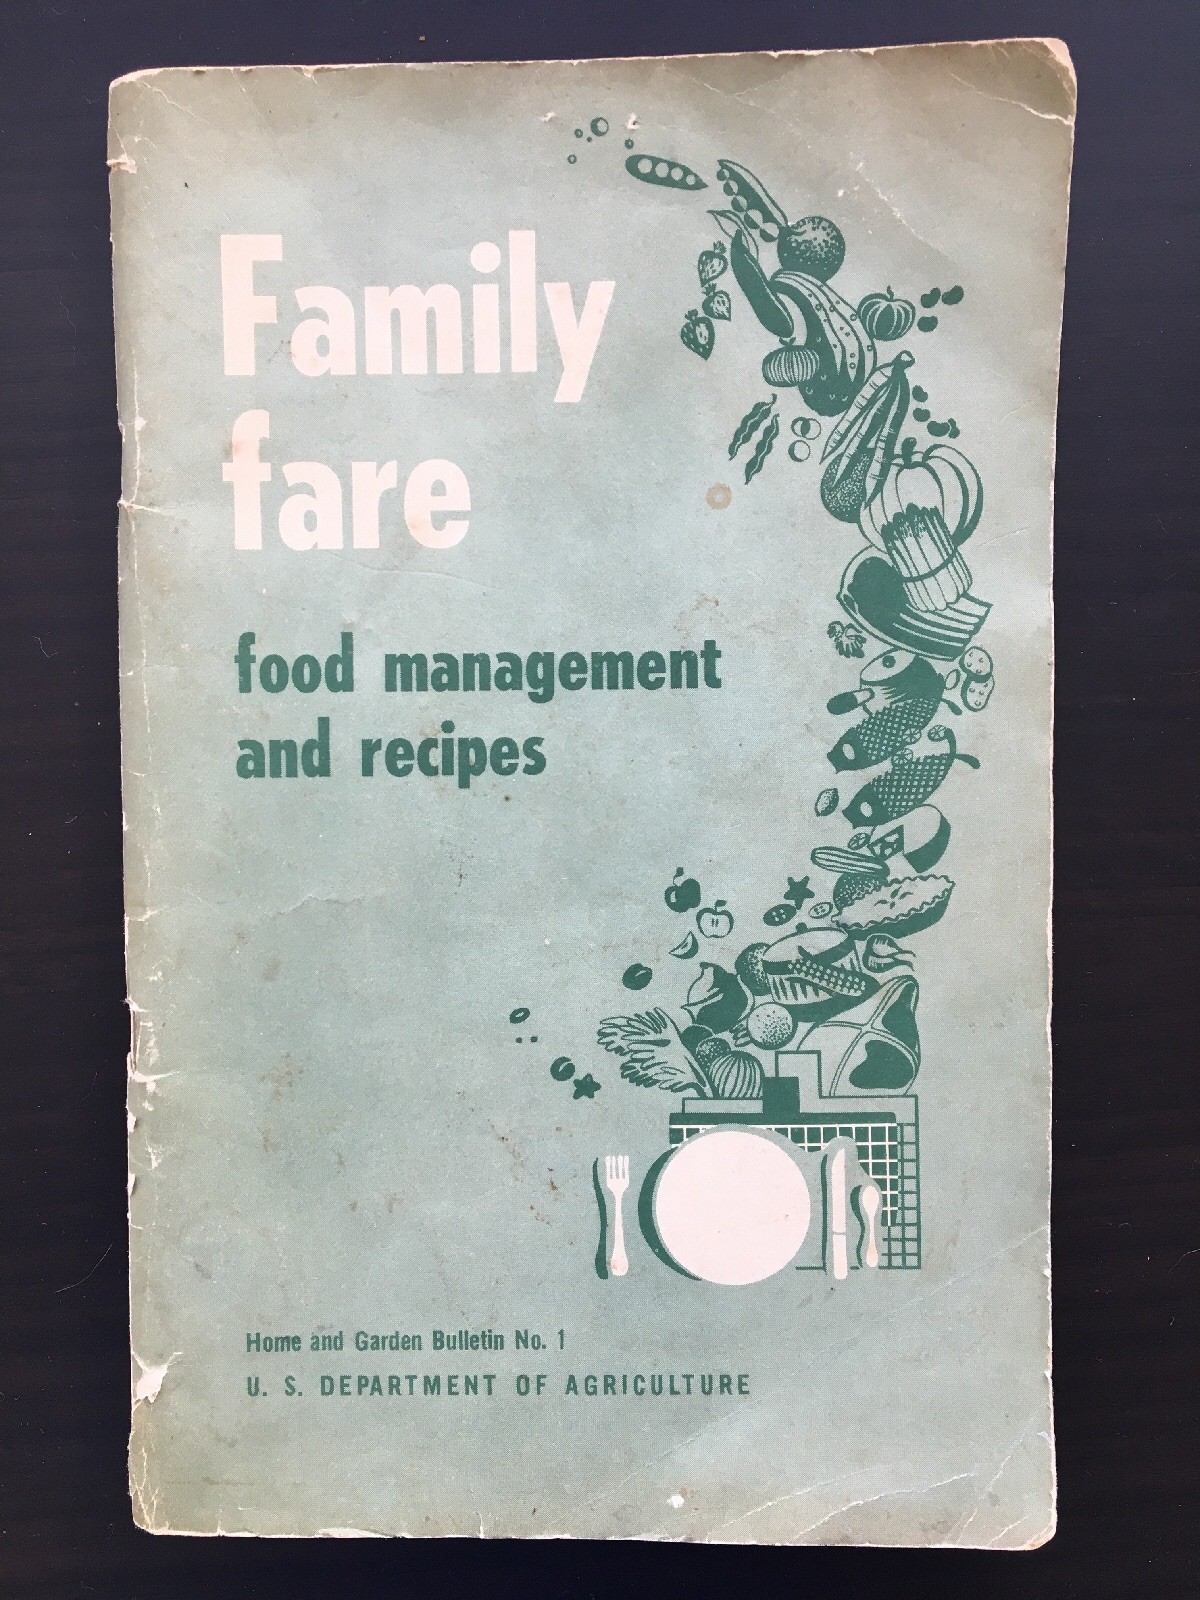 Family
fare
food management
and recipes
Home and Garden Bulletin No. 1
U. S. DEPARTMENT OF AGRICULTURE